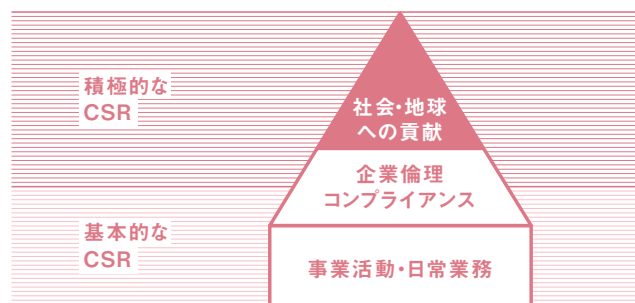 積極的な
CSR
社会・地球
への貢献
企業倫理
コンプライアンス
基本的な
CSR
事業活動・日常業務